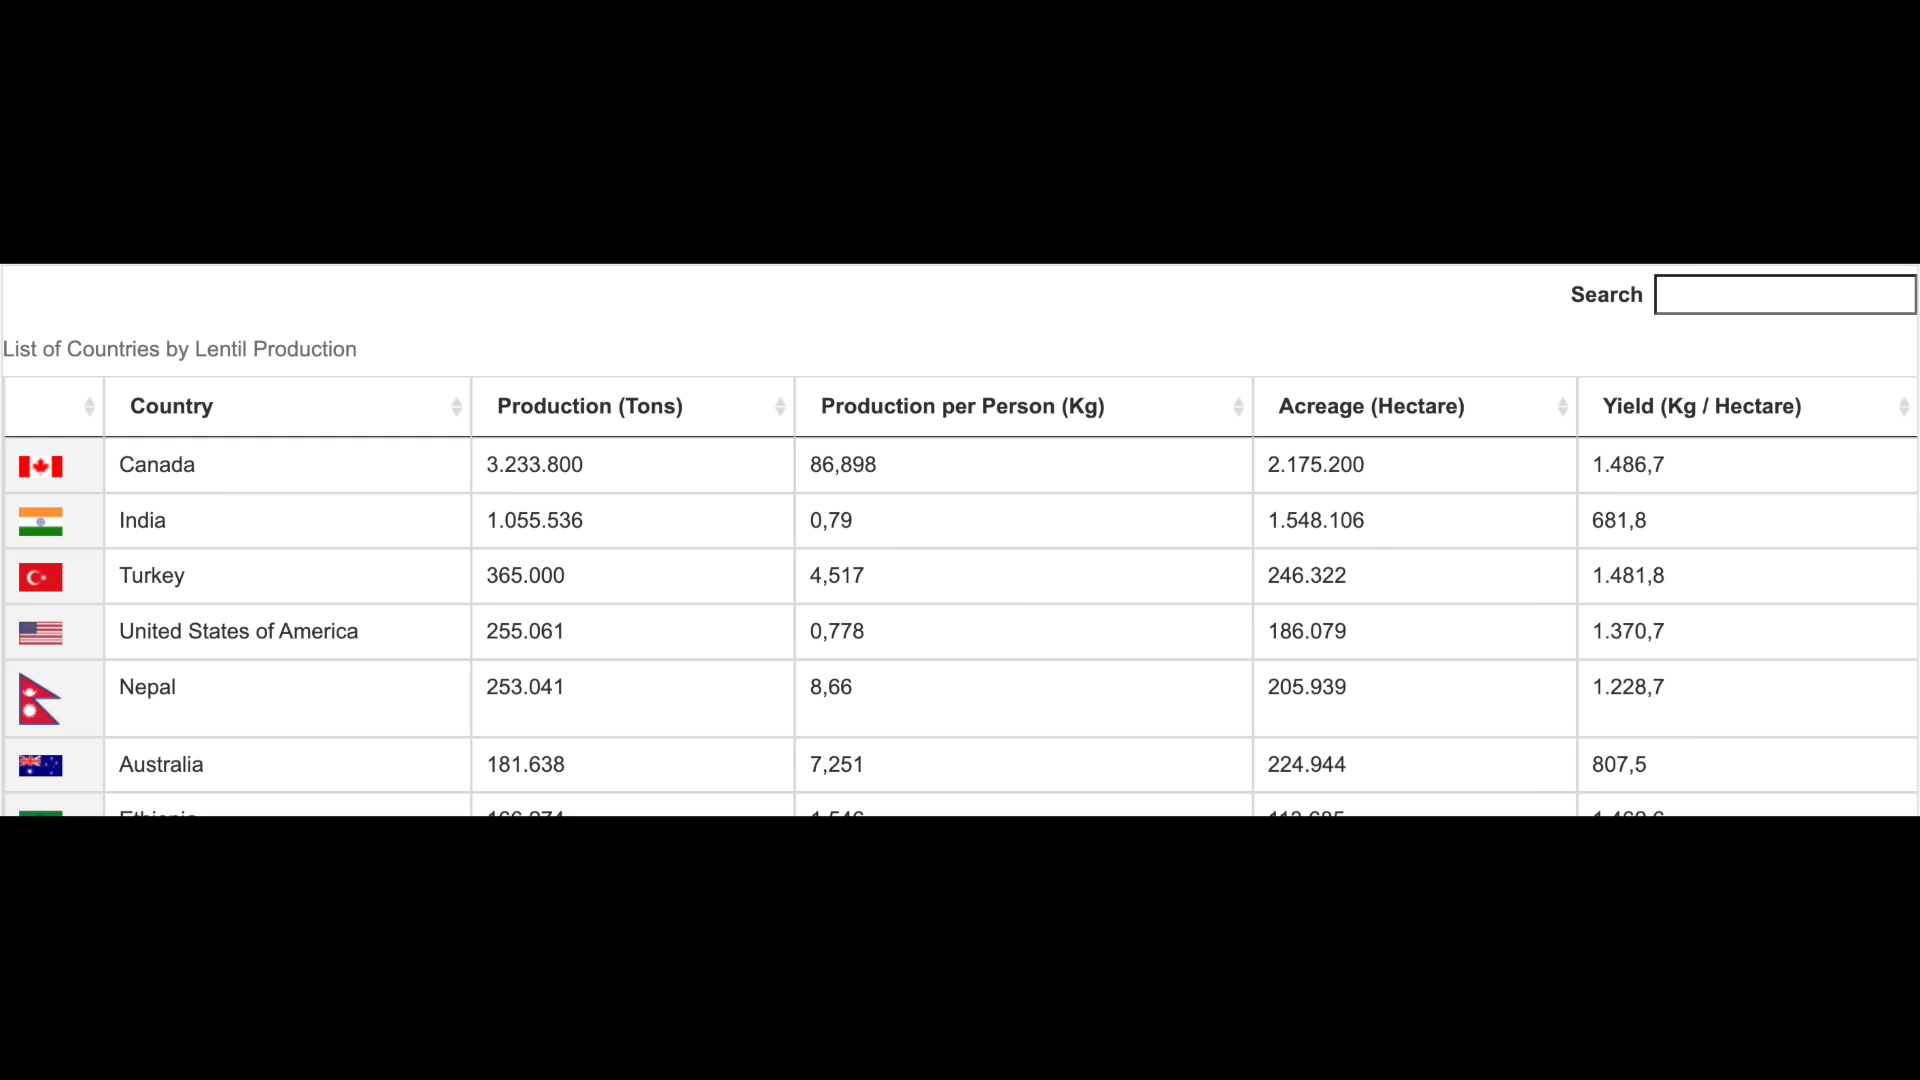 Search
List of Countries by Lentil Production
Country Production (Tons) Production per Person (Kg) Acreage (Hectare) Yield (Kg / Hectare)
Canada 3.233.800 86,898 2.175.200 1.486,7
India 1.055.536 0,79 1.548.106 681,8
Turkey 365.000 4,517 246.322 1.481,8
United States of America 255.061 0,778 186.079 1.370,7
Nepal 253.041 8,66 205.939 1.228,7
Australia 181.638 7,251 224.944 807,5